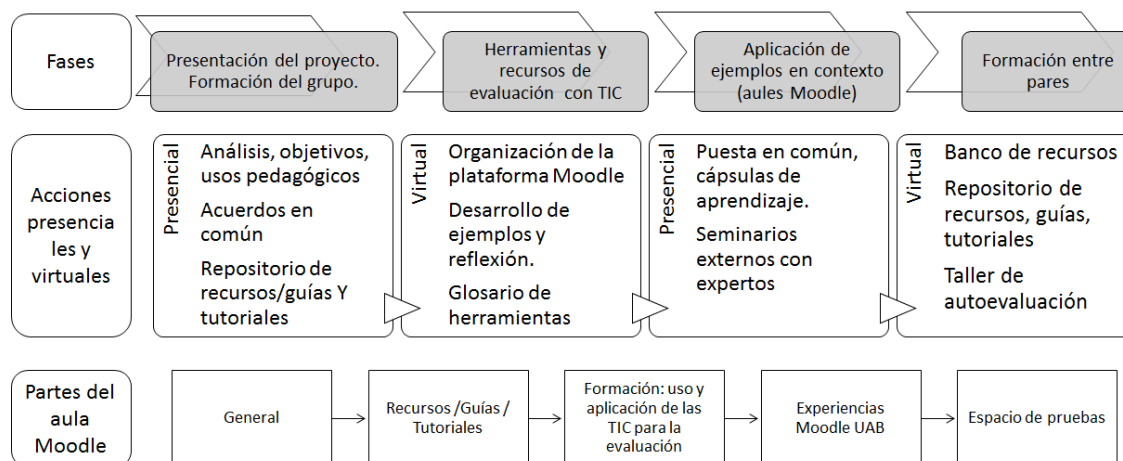 Fases
Presentación del proyecto.
Formación del grupo.
Herramientas y
recursos de
evaluación con TIC
Aplicación de
ejemplos en contexto
(aules Moodle)
Formación entre
pares
Acciones
presencia
les y
virtuales
Presencial
Análisis, objetivos,
usos pedagógicos
Acuerdos en
común
Repositorio de
recursos/guías Y
tutoriales
Virtual
Organización de la
plataforma Moodle
Desarrollo de
ejemplos y
reflexión.
Glosario de
herramientas
Presencial
Puesta en común,
cápsulas de
aprendizaje.
Seminarios
externos con
expertos
Virtual
Banco de recursos
Repositorio de
recursos, guías,
tutoriales
Taller de
autoevaluación
Partes del
aula
Moodle
General
Recursos /Guías /
Tutoriales
Formación: uso y
aplicación de las
TIC para la
evaluación
Experiencias
Moodle UAB
Espacio de pruebas